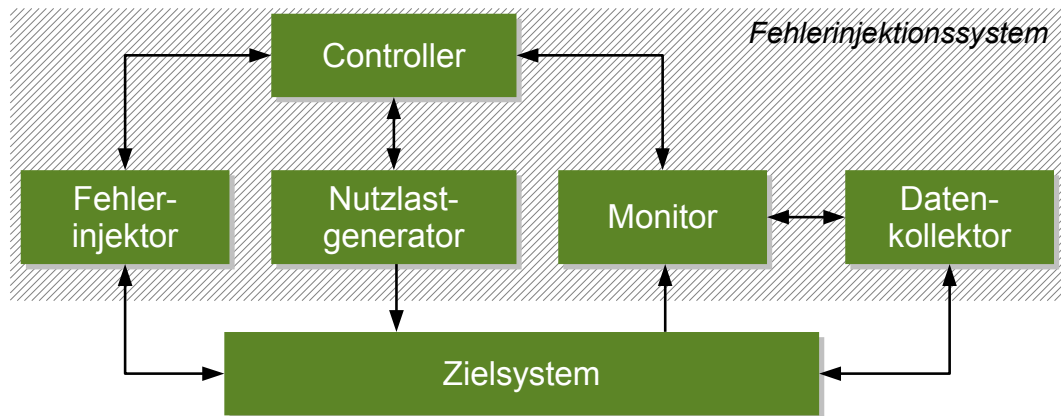 Fehlerinjektionssystem
Controller
Fehler-
injektor
Nutzlast-
generator
Monitor
Daten-
kollektor
Zielsystem